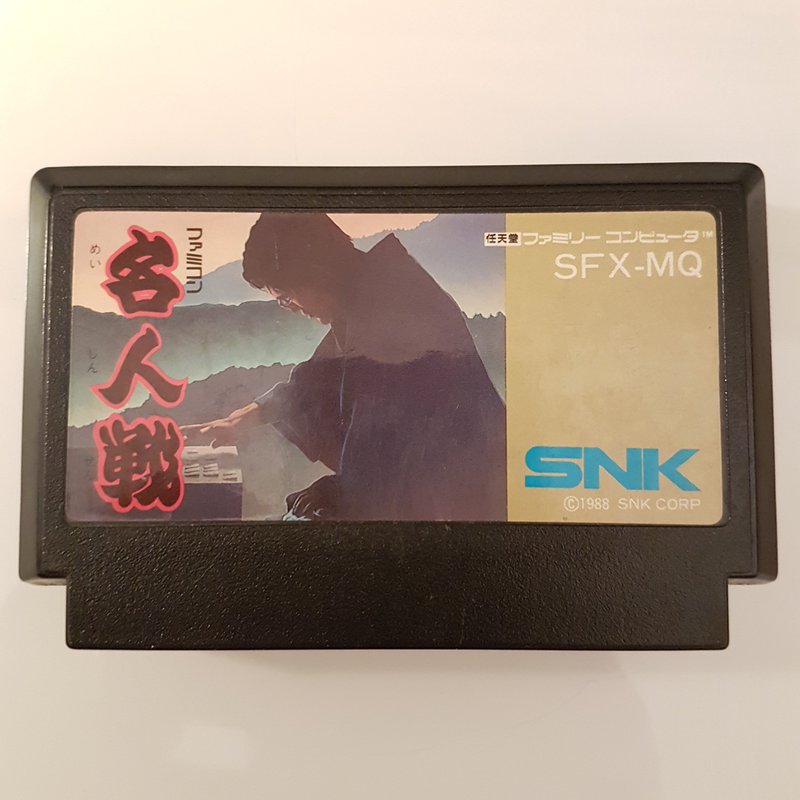 ファミコン
名人戦
めい
じん
任天堂 ファミリー コンピュータ™
SFX-MQ
SNK
©1988 SNK CORP